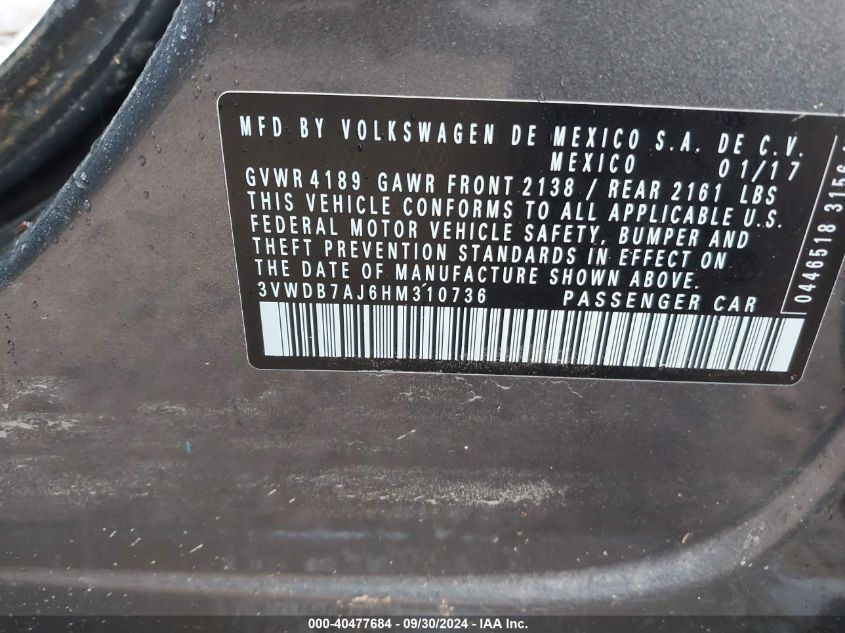 MFD BY VOLKSWAGEN DE MEXICO S.A. DE C.V.
MEXICO 01/17
GVWR 4189 GAWR FRONT 2138 / REAR 2161 LBS
THIS VEHICLE CONFORMS TO ALL APPLICABLE U.S.
FEDERAL MOTOR VEHICLE SAFETY, BUMPER AND
THEFT PREVENTION STANDARDS IN EFFECT ON
THE DATE OF MANUFACTURE SHOWN ABOVE.
3VWDB7AJ6HM310736 PASSENGER CAR
0446518 3156
000-40477684 - 09/30/2024 - IAA Inc.